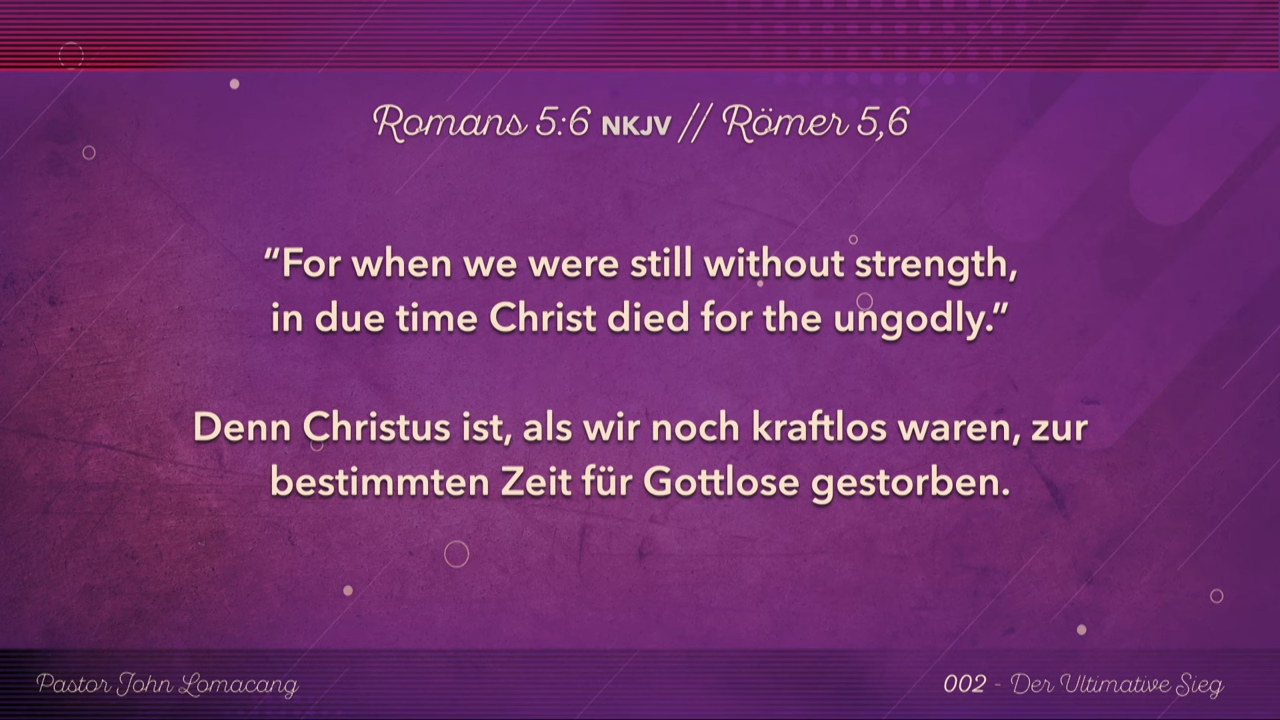 Romans 5:6 NKJV // Römer 5,6
“For when we were still without strength,
in due time Christ died for the ungodly.”
Denn Christus ist, als wir noch kraftlos waren, zur
bestimmten Zeit für Gottlose gestorben.
Pastor John Lomacang
002 - Der Ultimative Sieg